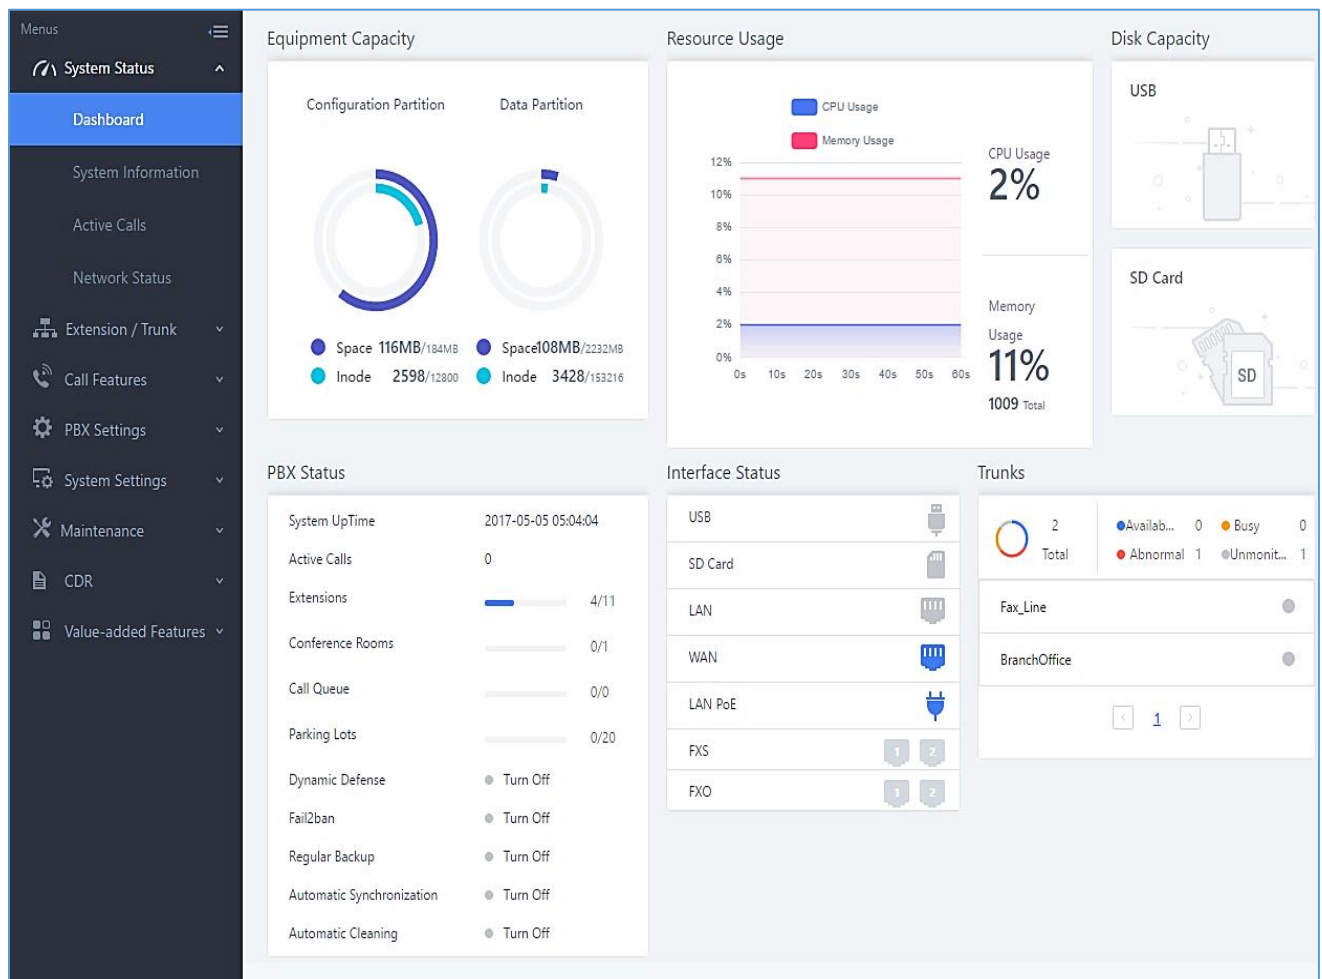 Menus
System Status
Dashboard
System Information
Active Calls
Network Status
Extension / Trunk
Call Features
PBX Settings
System Settings
Maintenance
CDR
Value-added Features
Equipment Capacity
Configuration Partition
Data Partition
Space 116MB/184MB
Inode 2598/12800
Space108MB/2232MB
Inode 3428/153216
Resource Usage
CPU Usage
Memory Usage
12%
10%
8%
6%
4%
2%
0%
0s 10s 20s 30s 40s 50s 60s
CPU Usage
2%
Memory
Usage
11%
1009 Total
Disk Capacity
USB
SD Card
SD
PBX Status
System UpTime 2017-05-05 05:04:04
Active Calls 0
Extensions 4/11
Conference Rooms 0/1
Call Queue 0/0
Parking Lots 0/20
Dynamic Defense Turn Off
Fail2ban Turn Off
Regular Backup Turn Off
Automatic Synchronization Turn Off
Automatic Cleaning Turn Off
Interface Status
USB
SD Card
LAN
WAN
LAN PoE
FXS 1 2
FXO 1 2
Trunks
2
Total
Availab... 0 Busy 0
Abnormal 1 Unmonit... 1
Fax_Line
BranchOffice
< 1 >